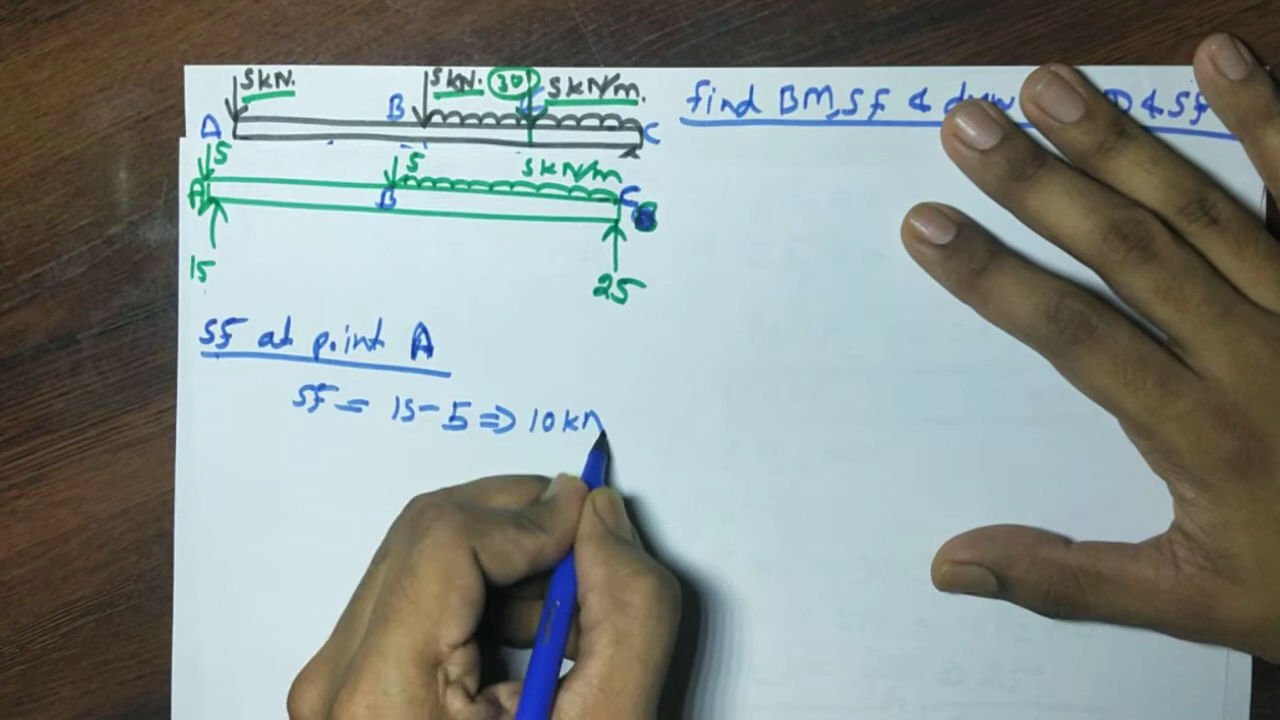 5kN. 5kN. 30 5kN/m.
find BM, SF & draw
A B C
5 5 5kN/m
A B C
15 25
SF at point A
SF = 15-5 ⇒ 10kN